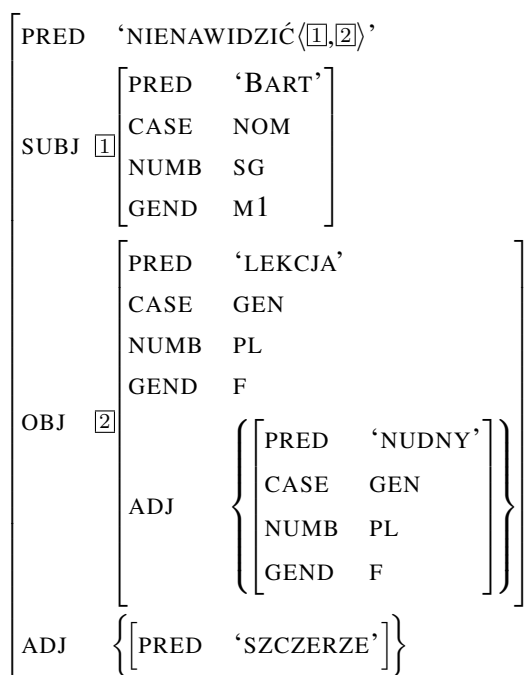 PRED ‘NIENAWIDZIĆ⟨1,2⟩’
PRED ‘BART’
CASE NOM
SUBJ 1
NUMB SG
GEND M1
PRED ‘LEKCJA’
CASE GEN
NUMB PL
GEND F
OBJ 2
PRED ‘NUDNY’
CASE GEN
ADJ
NUMB PL
GEND F
ADJ {[PRED ‘SZCZERZE’]}